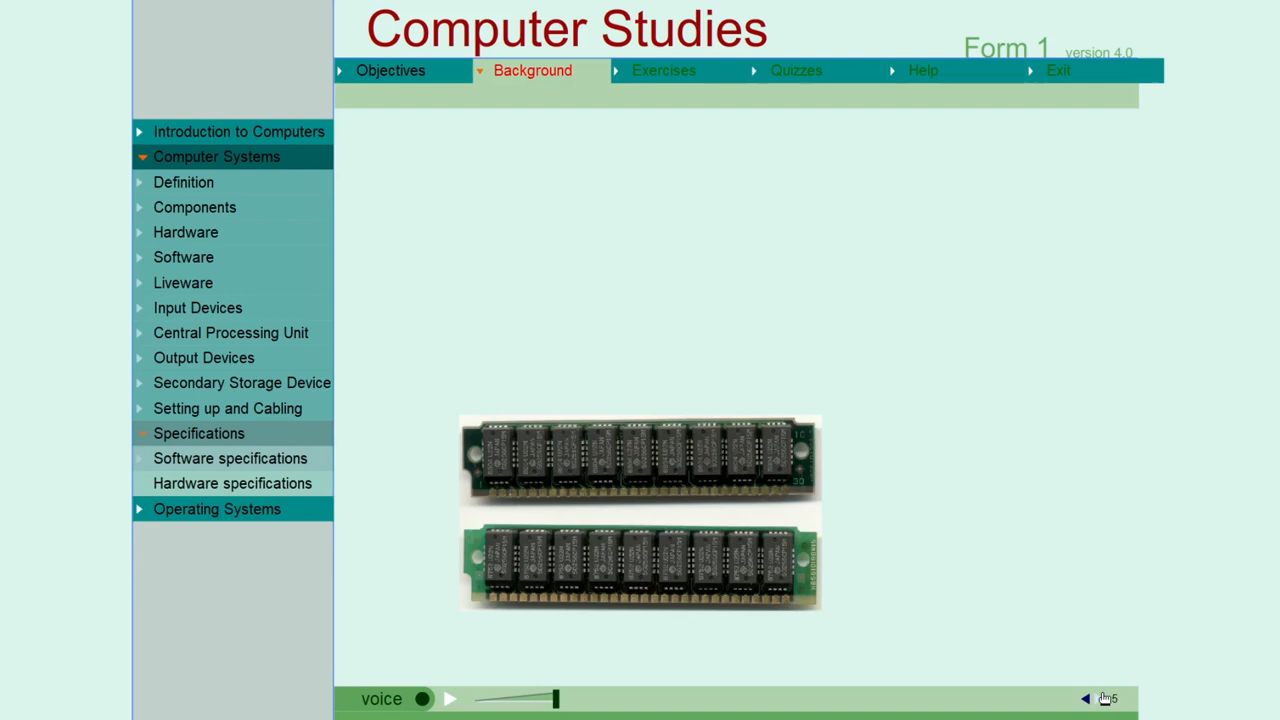 Computer Studies
Form 1 version 4.0
Objectives
Background
Exercises
Quizzes
Help
Exit
Introduction to Computers
Computer Systems
Definition
Components
Hardware
Software
Liveware
Input Devices
Central Processing Unit
Output Devices
Secondary Storage Device
Setting up and Cabling
Specifications
Software specifications
Hardware specifications
Operating Systems
voice
5